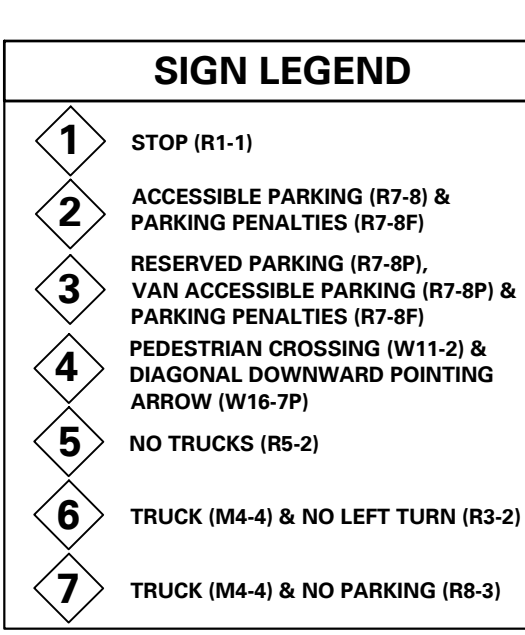 SIGN LEGEND
1 STOP (R1-1)
2 ACCESSIBLE PARKING (R7-8) &
PARKING PENALTIES (R7-8F)
3 RESERVED PARKING (R7-8P),
VAN ACCESSIBLE PARKING (R7-8P) &
PARKING PENALTIES (R7-8F)
4 PEDESTRIAN CROSSING (W11-2) &
DIAGONAL DOWNWARD POINTING
ARROW (W16-7P)
5 NO TRUCKS (R5-2)
6 TRUCK (M4-4) & NO LEFT TURN (R3-2)
7 TRUCK (M4-4) & NO PARKING (R8-3)